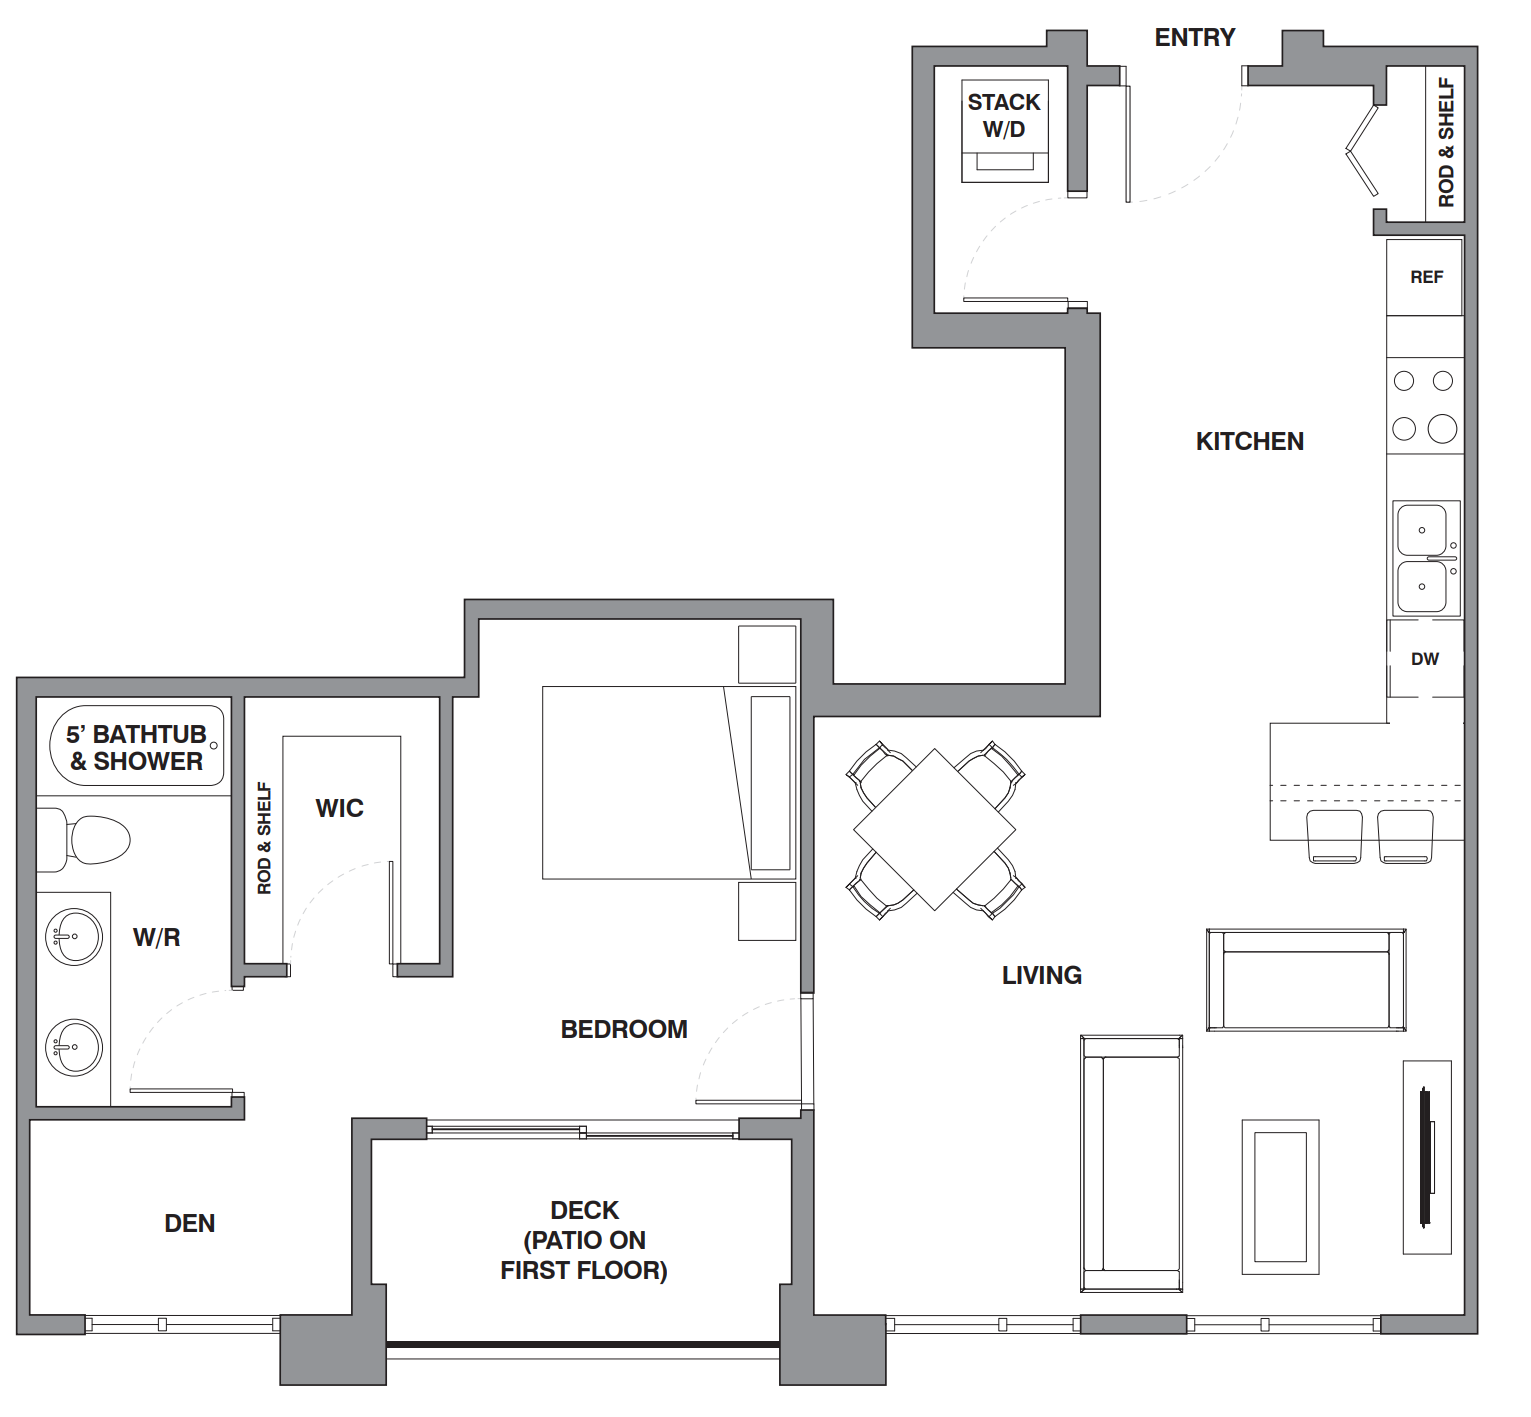 ENTRY
STACK
W/D
ROD & SHELF
REF
KITCHEN
DW
5’ BATHTUB
& SHOWER
WIC
ROD & SHELF
W/R
LIVING
BEDROOM
DEN
DECK
(PATIO ON
FIRST FLOOR)